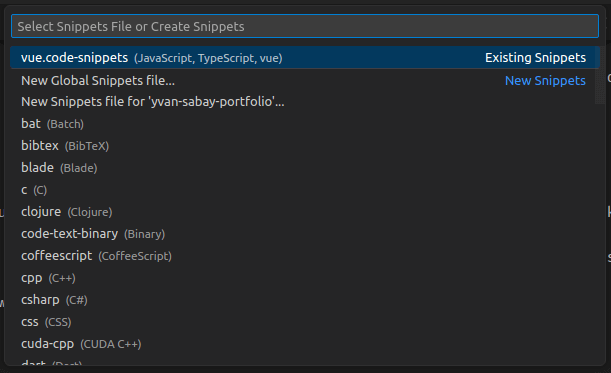 Select Snippets File or Create Snippets
vue.code-snippets (JavaScript, TypeScript, vue) Existing Snippets
New Global Snippets file... New Snippets
New Snippets file for 'yvan-sabay-portfolio'...
bat (Batch)
bibtex (BibTeX)
blade (Blade)
c (C)
clojure (Clojure)
code-text-binary (Binary)
coffeescript (CoffeeScript)
cpp (C++)
csharp (C#)
css (CSS)
cuda-cpp (CUDA C++)
dart (Dart)